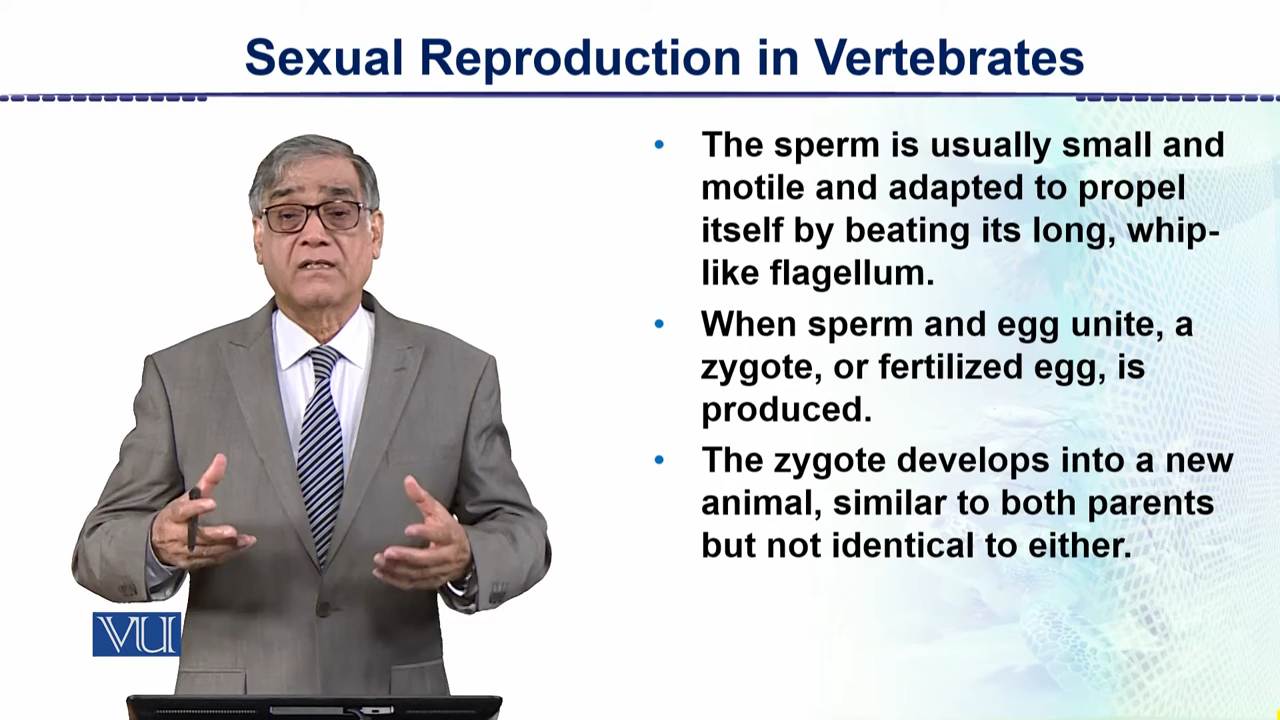 Sexual Reproduction in Vertebrates
• The sperm is usually small and
motile and adapted to propel
itself by beating its long, whip-
like flagellum.
• When sperm and egg unite, a
zygote, or fertilized egg, is
produced.
• The zygote develops into a new
animal, similar to both parents
but not identical to either.
VU